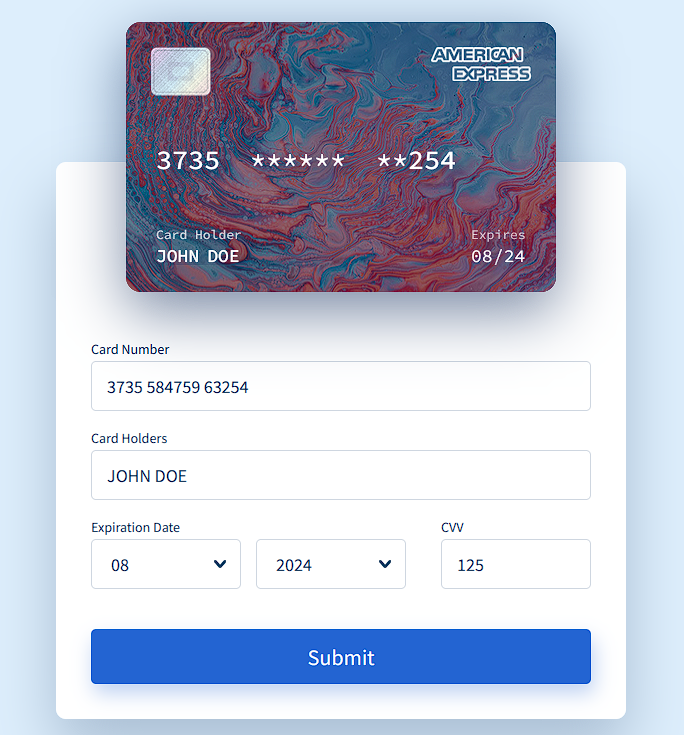 AMERICAN
EXPRESS
3735 ****** **254
Card Holder
Expires
JOHN DOE
08/24
Card Number
3735 584759 63254
Card Holders
JOHN DOE
Expiration Date
CVV
08
2024
125
Submit